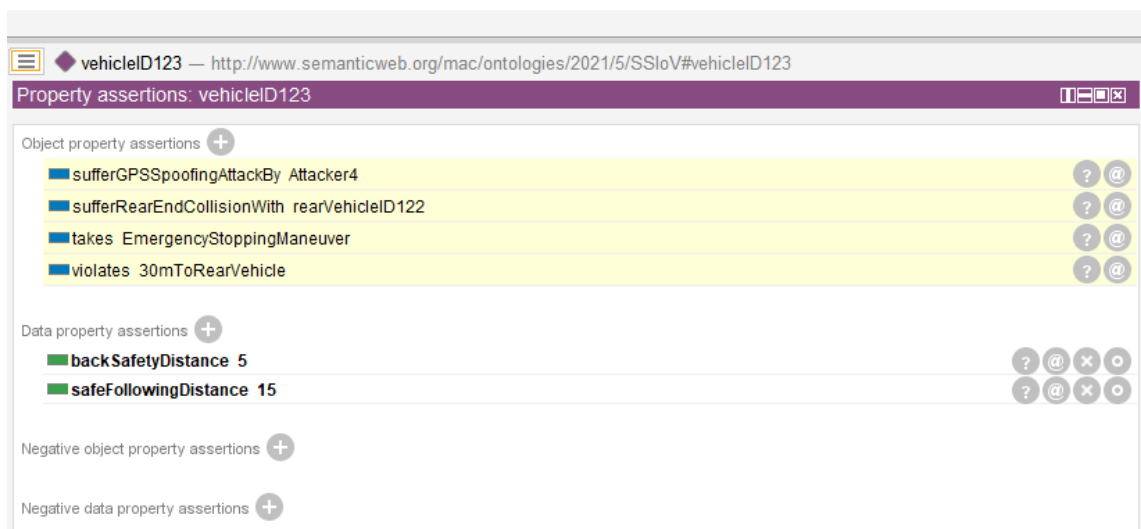 vehicleID123 — http://www.semanticweb.org/mac/ontologies/2021/5/SSIoV#vehicleID123
Property assertions: vehicleID123
Object property assertions
sufferGPSSpoofingAttackBy Attacker4
sufferRearEndCollisionWith rearVehicleID122
takes EmergencyStoppingManeuver
violates 30mToRearVehicle
Data property assertions
backSafetyDistance 5
safeFollowingDistance 15
Negative object property assertions
Negative data property assertions